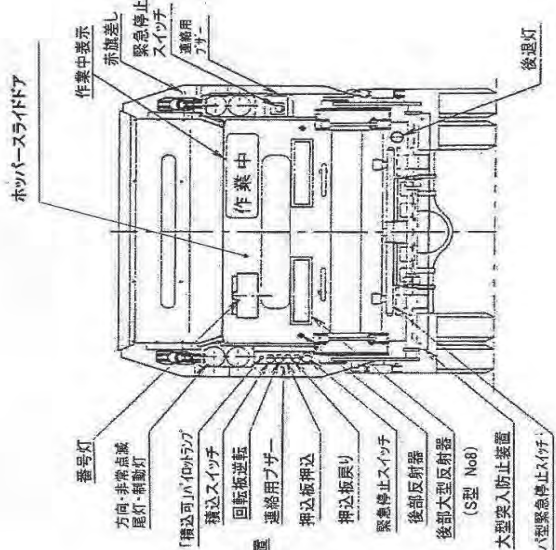 ホッパースライドドア
作業中表示
赤旗差し
緊急停止
スイッチ
連絡用
ブザー
後退灯
作業中
番号灯
方向・非常点滅
尾灯・制動灯
「積込可」パイロットランプ
積込スイッチ
回転板逆転
連絡用ブザー
押込板押込
押込板戻り
緊急停止スイッチ
後部反射器
後部大型反射器
(S型 No8)
大型突入防止装置
型緊急停止スイッチ
置